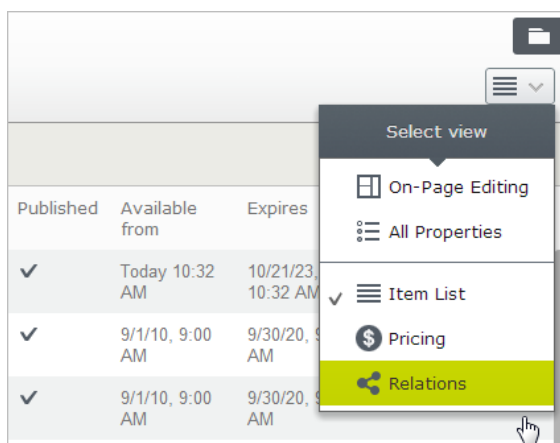 Select view
On-Page Editing
All Properties
Published Available from Expires
Today 10:32 AM 10/21/23, 10:32 AM
Item List
9/1/10, 9:00 AM 9/30/20, 9
AM
Pricing
9/1/10, 9:00 AM 9/30/20, 9
AM
Relations